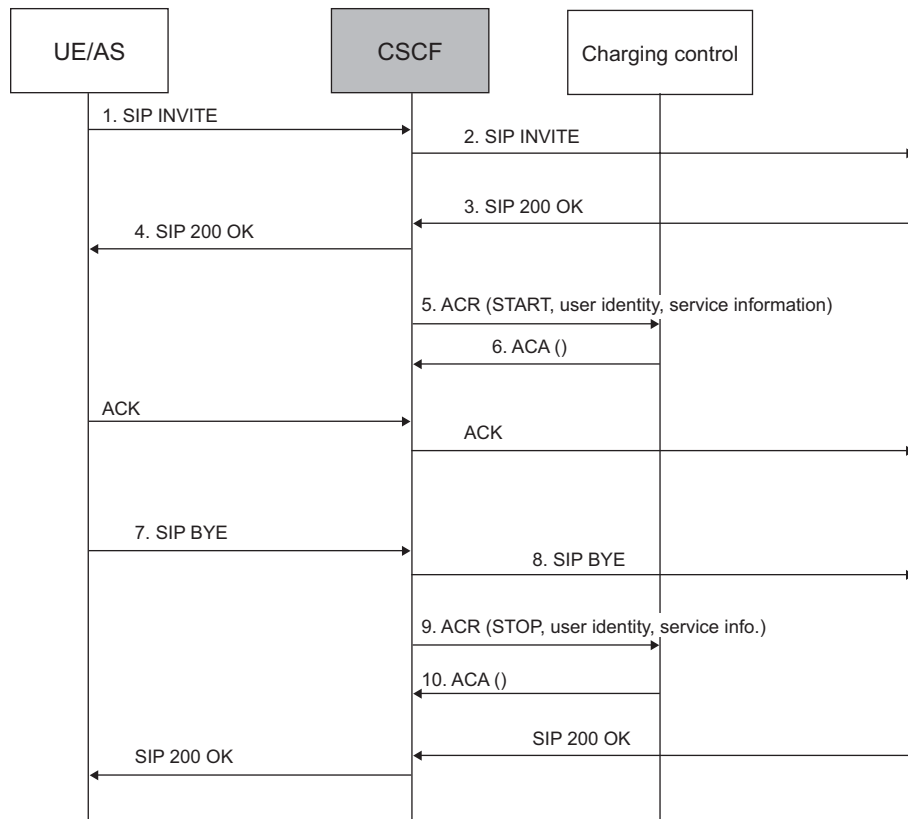 UE/AS
CSCF
Charging control
1. SIP INVITE
2. SIP INVITE
3. SIP 200 OK
4. SIP 200 OK
5. ACR (START, user identity, service information)
6. ACA ()
ACK
ACK
7. SIP BYE
8. SIP BYE
9. ACR (STOP, user identity, service info.)
10. ACA ()
SIP 200 OK
SIP 200 OK